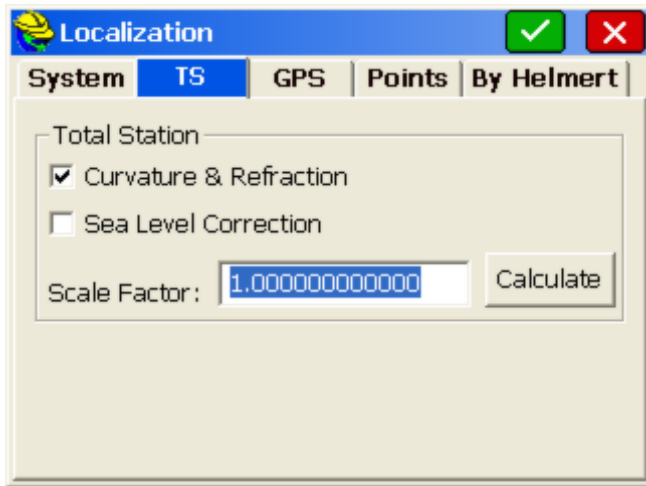 Localization
System TS GPS Points By Helmert
Total Station
Curvature & Refraction
Sea Level Correction
Scale Factor: 1.000000000000 Calculate